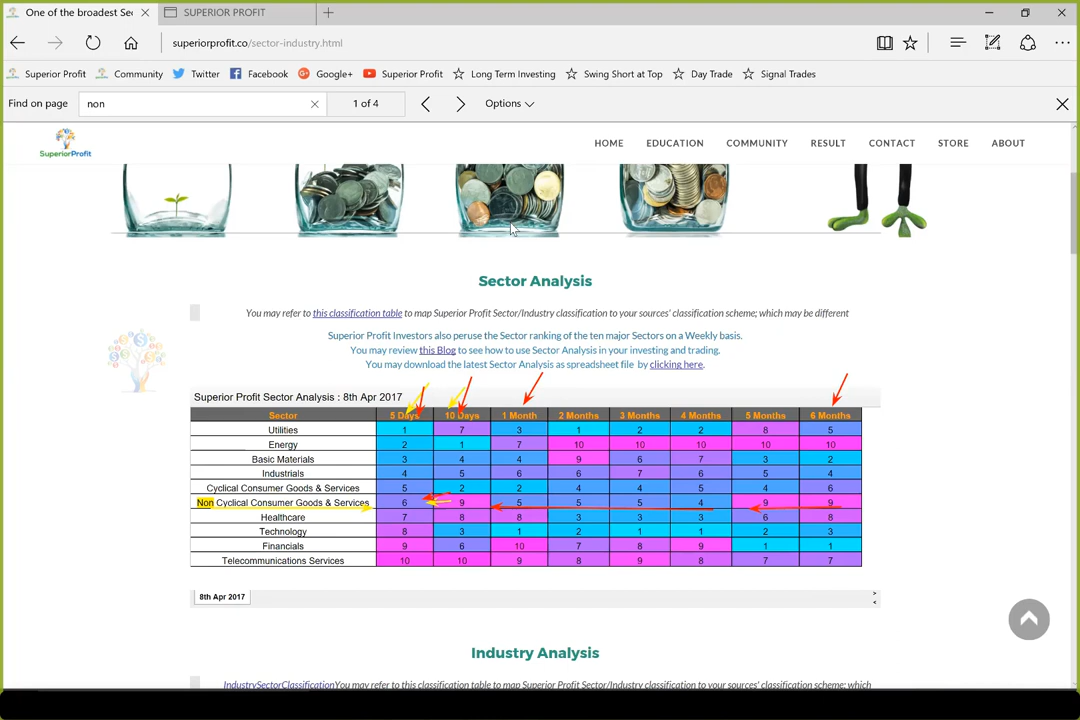 One of the broadest Sec
SUPERIOR PROFIT
superiorprofit.co/sector-industry.html
Superior Profit
Community
Twitter
Facebook
Google+
Superior Profit
Long Term Investing
Swing Short at Top
Day Trade
Signal Trades
Find on page
non
1 of 4
Options
SuperiorProfit
HOME
EDUCATION
COMMUNITY
RESULT
CONTACT
STORE
ABOUT
Sector Analysis
You may refer to this classification table to map Superior Profit Sector/Industry classification to your sources' classification scheme; which may be different
Superior Profit Investors also peruse the Sector ranking of the ten major Sectors on a Weekly basis.
You may review this Blog to see how to use Sector Analysis in your investing and trading.
You may download the latest Sector Analysis as spreadsheet file by clicking here.
Superior Profit Sector Analysis : 8th Apr 2017
Sector 5 Days 10 Days 1 Month 2 Months 3 Months 4 Months 5 Months 6 Months
Utilities 1 7 3 1 2 2 8 5
Energy 2 1 7 10 10 10 10 10
Basic Materials 3 4 4 9 6 7 3 2
Industrials 4 5 6 6 7 6 5 4
Cyclical Consumer Goods & Services 5 2 2 4 4 5 4 6
Non Cyclical Consumer Goods & Services 6 9 5 5 5 4 9 9
Healthcare 7 8 8 3 3 3 6 8
Technology 8 3 1 2 1 1 2 3
Financials 9 6 10 7 8 9 1 1
Telecommunications Services 10 10 9 8 9 8 7 7
8th Apr 2017
Industry Analysis
IndustrySectorClassificationYou may refer to this classification table to map Superior Profit Sector/Industry classification to your sources' classification scheme; which